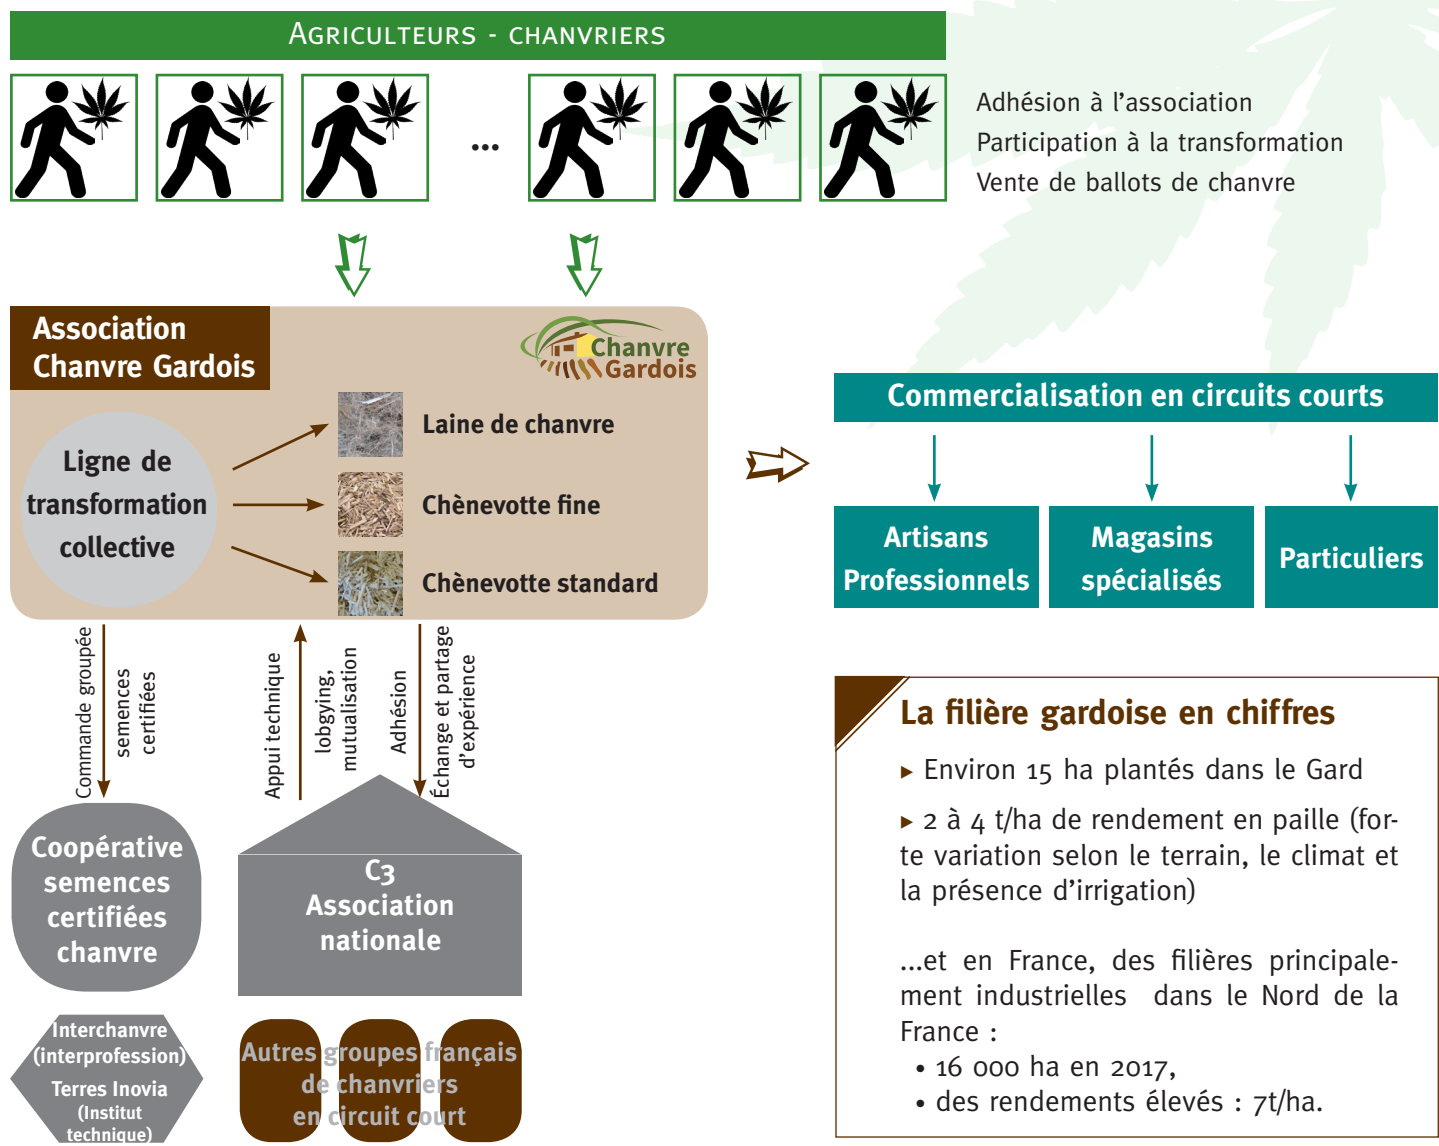 AGRICULTEURS - CHANVRIERS
...
Adhésion à l'association
Participation à la transformation
Vente de ballots de chanvre
Association
Chanvre Gardois
Chanvre
Gardois
Ligne de
transformation
collective
Laine de chanvre
Chènevotte fine
Chènevotte standard
Commercialisation en circuits courts
Artisans
Professionnels
Magasins
spécialisés
Particuliers
Commande groupée
semences
certifiées
Appui technique
lobgying,
mutualisation
Adhésion
Échange et partage
d'expérience
Coopérative
semences
certifiées
chanvre
C3
Association
nationale
Interchanvre
(interprofession)
Terres Inovia
(Institut
technique)
Autres groupes français
de chanvriers
en circuit court
La filière gardoise en chiffres
▸ Environ 15 ha plantés dans le Gard
▸ 2 à 4 t/ha de rendement en paille (for-
te variation selon le terrain, le climat et
la présence d'irrigation)
...et en France, des filières principale-
ment industrielles dans le Nord de la
France :
• 16 000 ha en 2017,
• des rendements élevés : 7t/ha.